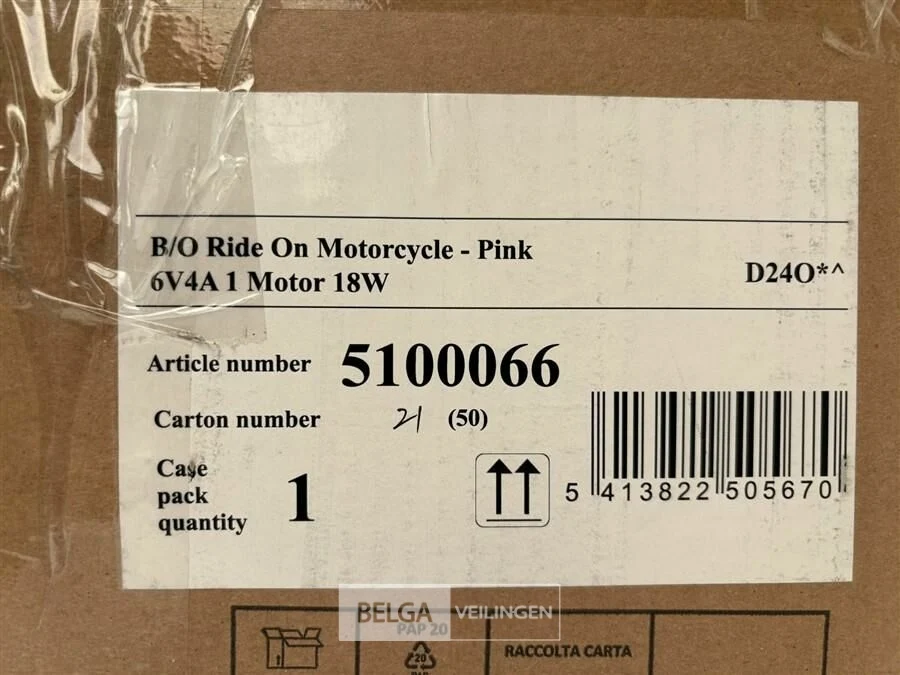 B/O Ride On Motorcycle - Pink
6V4A 1 Motor 18W
D24O*^
Article number 5100066
Carton number 21 (50)
Case pack quantity 1
5 413822 505670
BELGA VEILINGEN
PAP 20
20
PAP
RACCOLTA CARTA